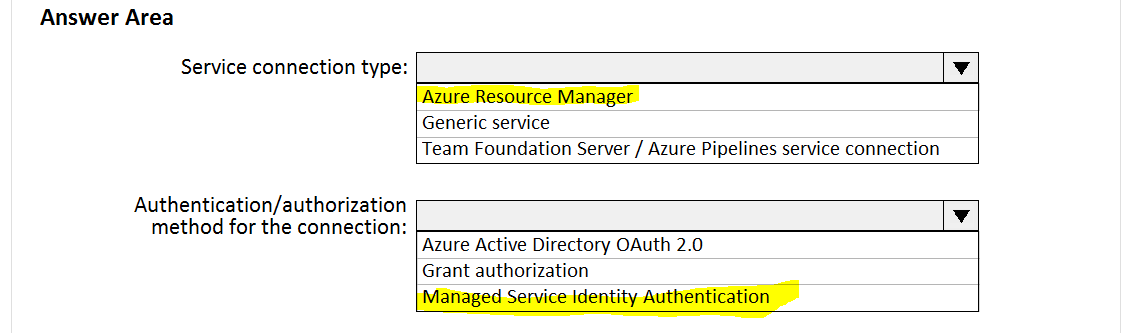 Answer Area
Service connection type:
Azure Resource Manager
Generic service
Team Foundation Server / Azure Pipelines service connection
Authentication/authorization
method for the connection:
Azure Active Directory OAuth 2.0
Grant authorization
Managed Service Identity Authentication